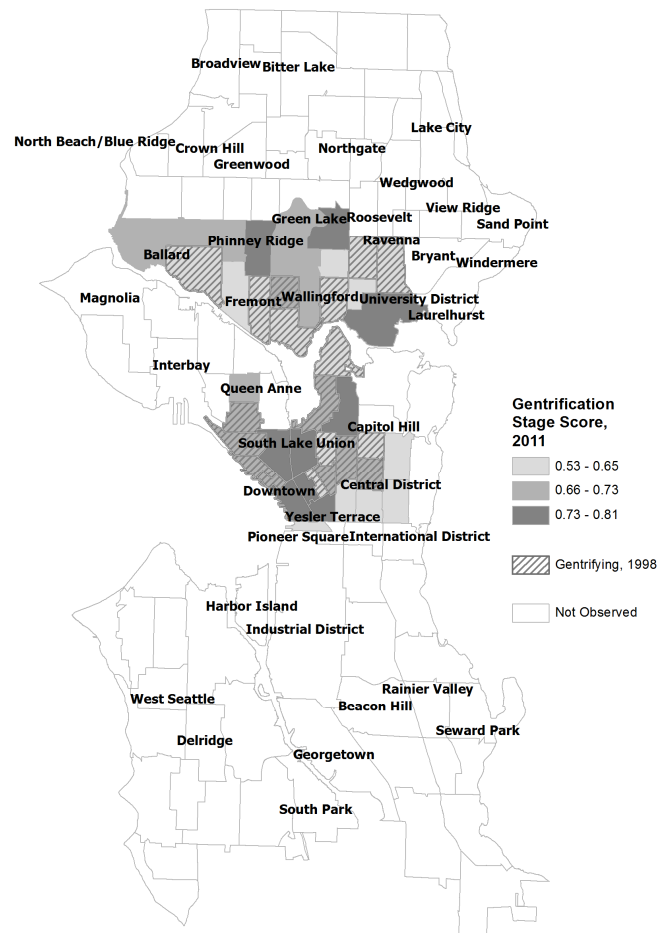 Broadview
Bitter Lake
Lake City
North Beach/Blue Ridge
Crown Hill
Northgate
Greenwood
Wedgwood
View Ridge
Green Lake
Roosevelt
Sand Point
Phinney Ridge
Ravenna
Ballard
Bryant
Windermere
Magnolia
Fremont
Wallingford
University District
Laurelhurst
Interbay
Queen Anne
Capitol Hill
South Lake Union
Downtown
Central District
Yesler Terrace
Pioneer Square
International District
Harbor Island
Industrial District
West Seattle
Rainier Valley
Beacon Hill
Delridge
Seward Park
Georgetown
South Park
Gentrification
Stage Score,
2011
0.53 - 0.65
0.66 - 0.73
0.73 - 0.81
Gentrifying, 1998
Not Observed